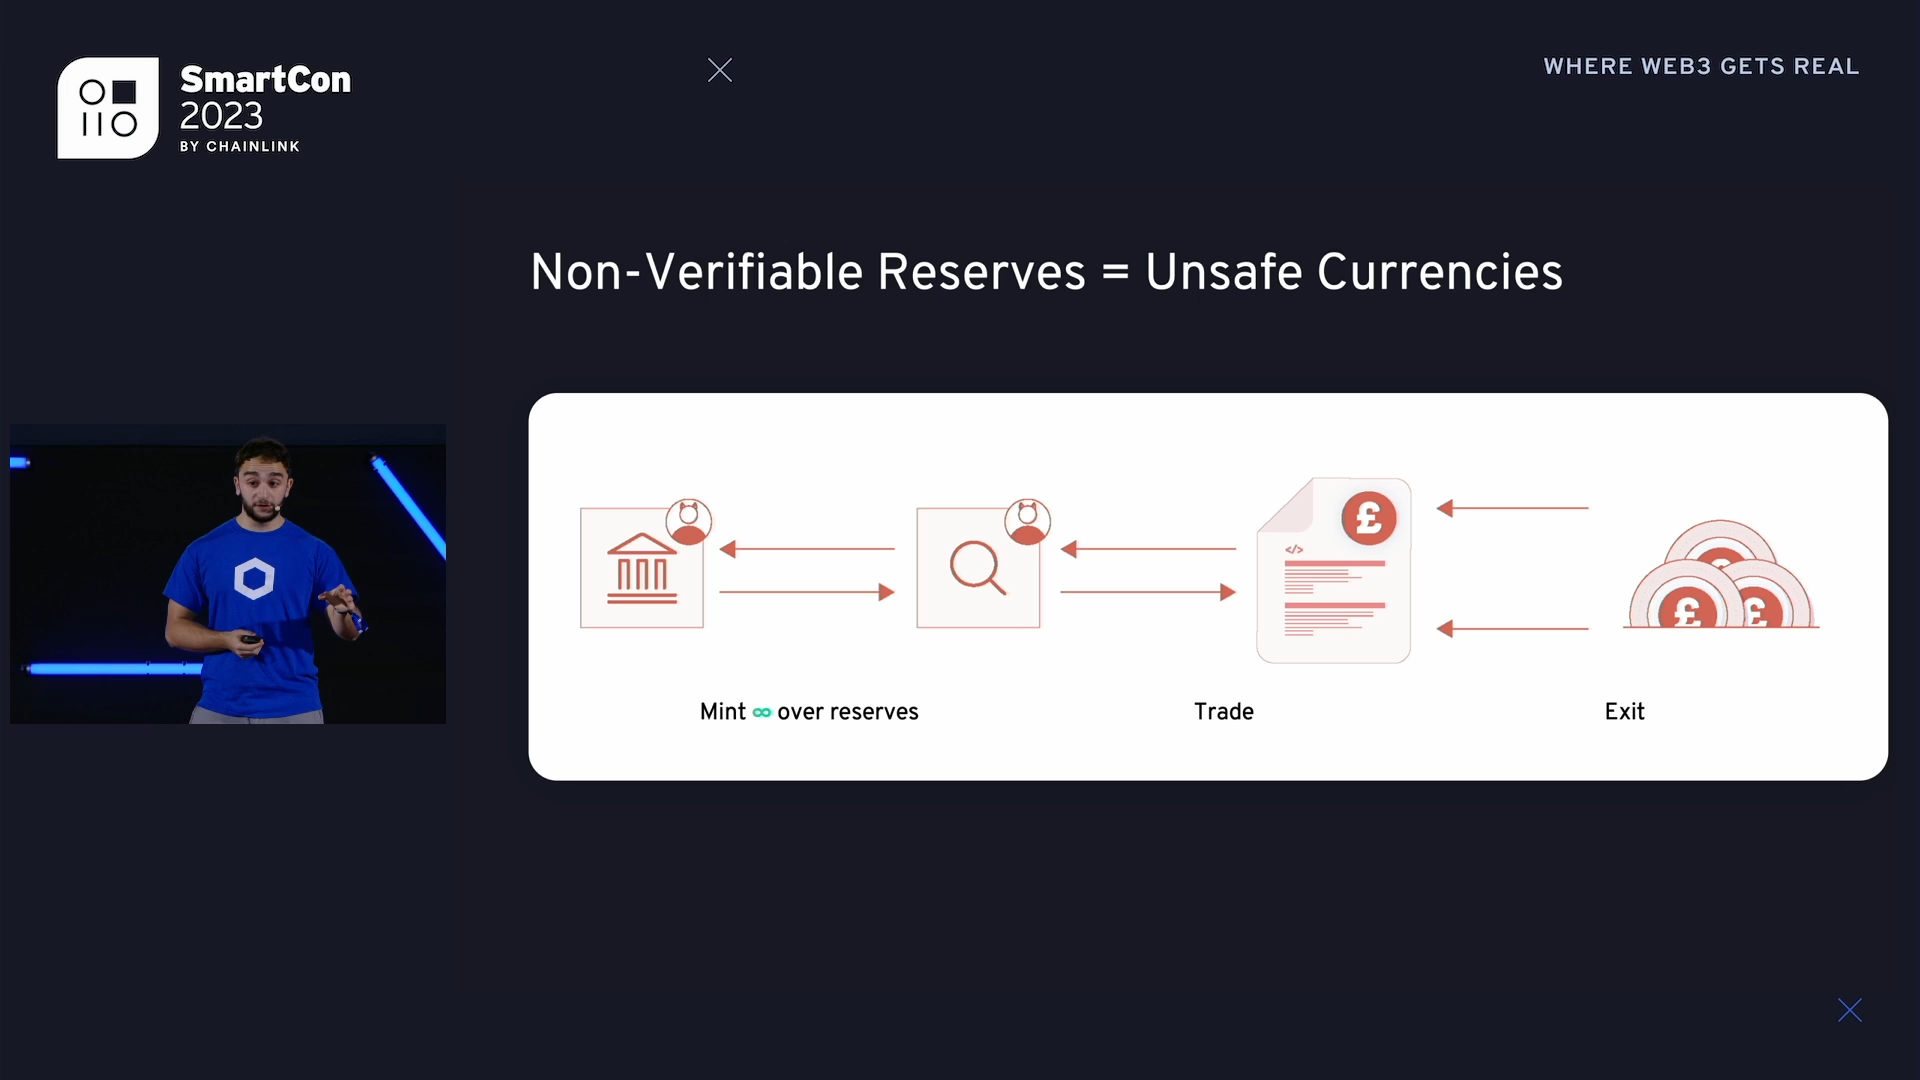 SmartCon
2023
BY CHAINLINK
WHERE WEB3 GETS REAL
Non-Verifiable Reserves = Unsafe Currencies
£
</>
£ £
Mint ∞ over reserves
Trade
Exit